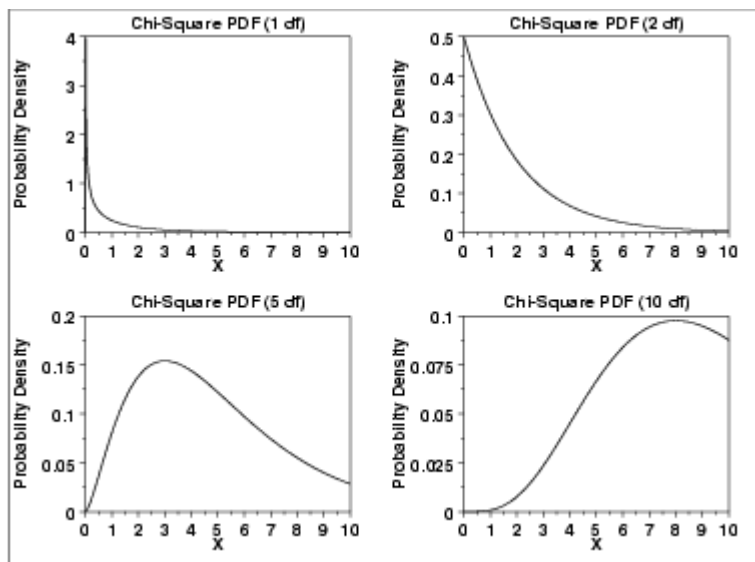 Chi-Square PDF (1 df)
4
3
2
1
0
Probability Density
0 1 2 3 4 5 6 7 8 9 10
X
Chi-Square PDF (2 df)
0.5
0.4
0.3
0.2
0.1
0
Probability Density
0 1 2 3 4 5 6 7 8 9 10
X
Chi-Square PDF (5 df)
0.2
0.15
0.1
0.05
0
Probability Density
0 1 2 3 4 5 6 7 8 9 10
X
Chi-Square PDF (10 df)
0.1
0.075
0.05
0.025
0
Probability Density
0 1 2 3 4 5 6 7 8 9 10
X